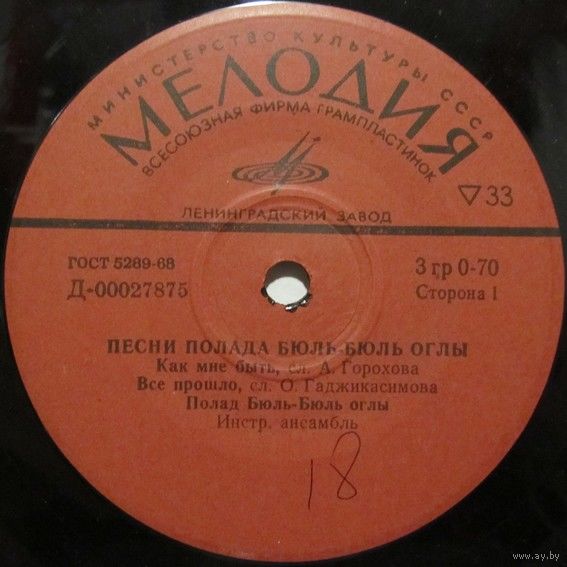 МИНИСТЕРСТВО КУЛЬТУРЫ СССР
МЕЛОДИЯ
ВСЕСОЮЗНАЯ ФИРМА ГРАМПЛАСТИНОК
▽33
ЛЕНИНГРАДСКИЙ ЗАВОД
ГОСТ 5289-68
3 гр 0-70
Д-00027875
Сторона 1
ПЕСНИ ПОЛАДА БЮЛЬ-БЮЛЬ ОГЛЫ
Как мне быть, сл. А. Горохова
Все прошло, сл. О. Гаджикасимова
Полад Бюль-Бюль оглы
Инстр. ансамбль
18
www.ay.by